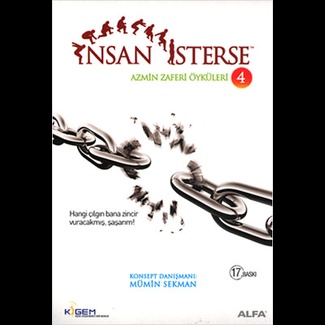 İNSAN İSTERSE
AZMİN ZAFERİ ÖYKÜLERİ 4
Hangi çılgın bana zincir
vuracakmış, şaşarım!
17. BASKI
KONSEPT DANIŞMANI:
MÜMİN SEKMAN
KİGEM
ALFA